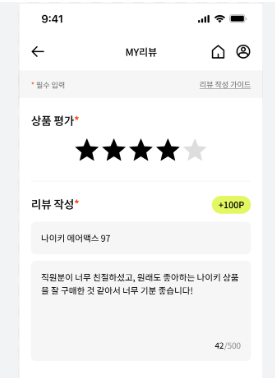 9:41
MY리뷰
* 필수 입력
리뷰 작성 가이드
상품 평가*
리뷰 작성*
+100P
나이키 에어맥스 97
직원분이 너무 친절하셨고, 원래도 좋아하는 나이키 상품
을 잘 구매한 것 같아서 너무 기분 좋습니다!
42/500